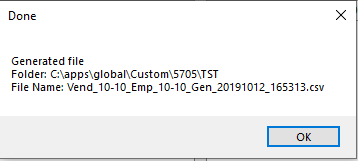 Done
Generated file
Folder: C:\apps\global\Custom\5705\TST
File Name: Vend_10-10_Emp_10-10_Gen_20191012_165313.csv
OK